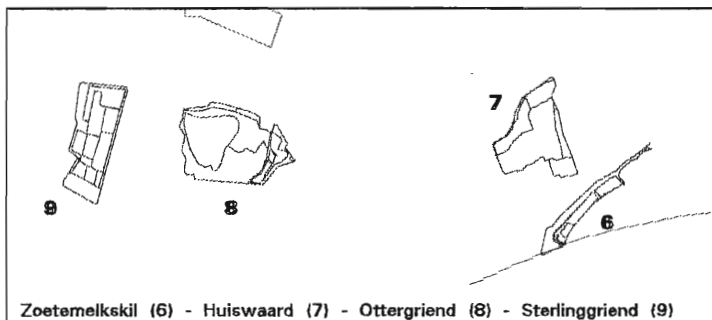 7
9
8
6
Zoetemelkskil (6) - Huiswaard (7) - Ottergriend (8) - Sterlinggriend (9)